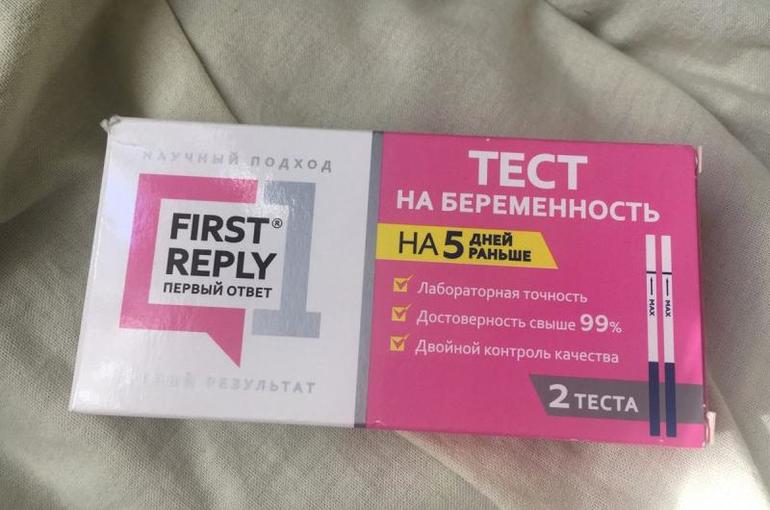 НАУЧНЫЙ ПОДХОД
FIRST®
REPLY
ПЕРВЫЙ ОТВЕТ
1
РЕЗУЛЬТАТ
ТЕСТ
НА БЕРЕМЕННОСТЬ
НА 5 ДНЕЙ
РАНЬШЕ
Лабораторная точность
Достоверность свыше 99%
Двойной контроль качества
2 ТЕСТА
MAX
MAX